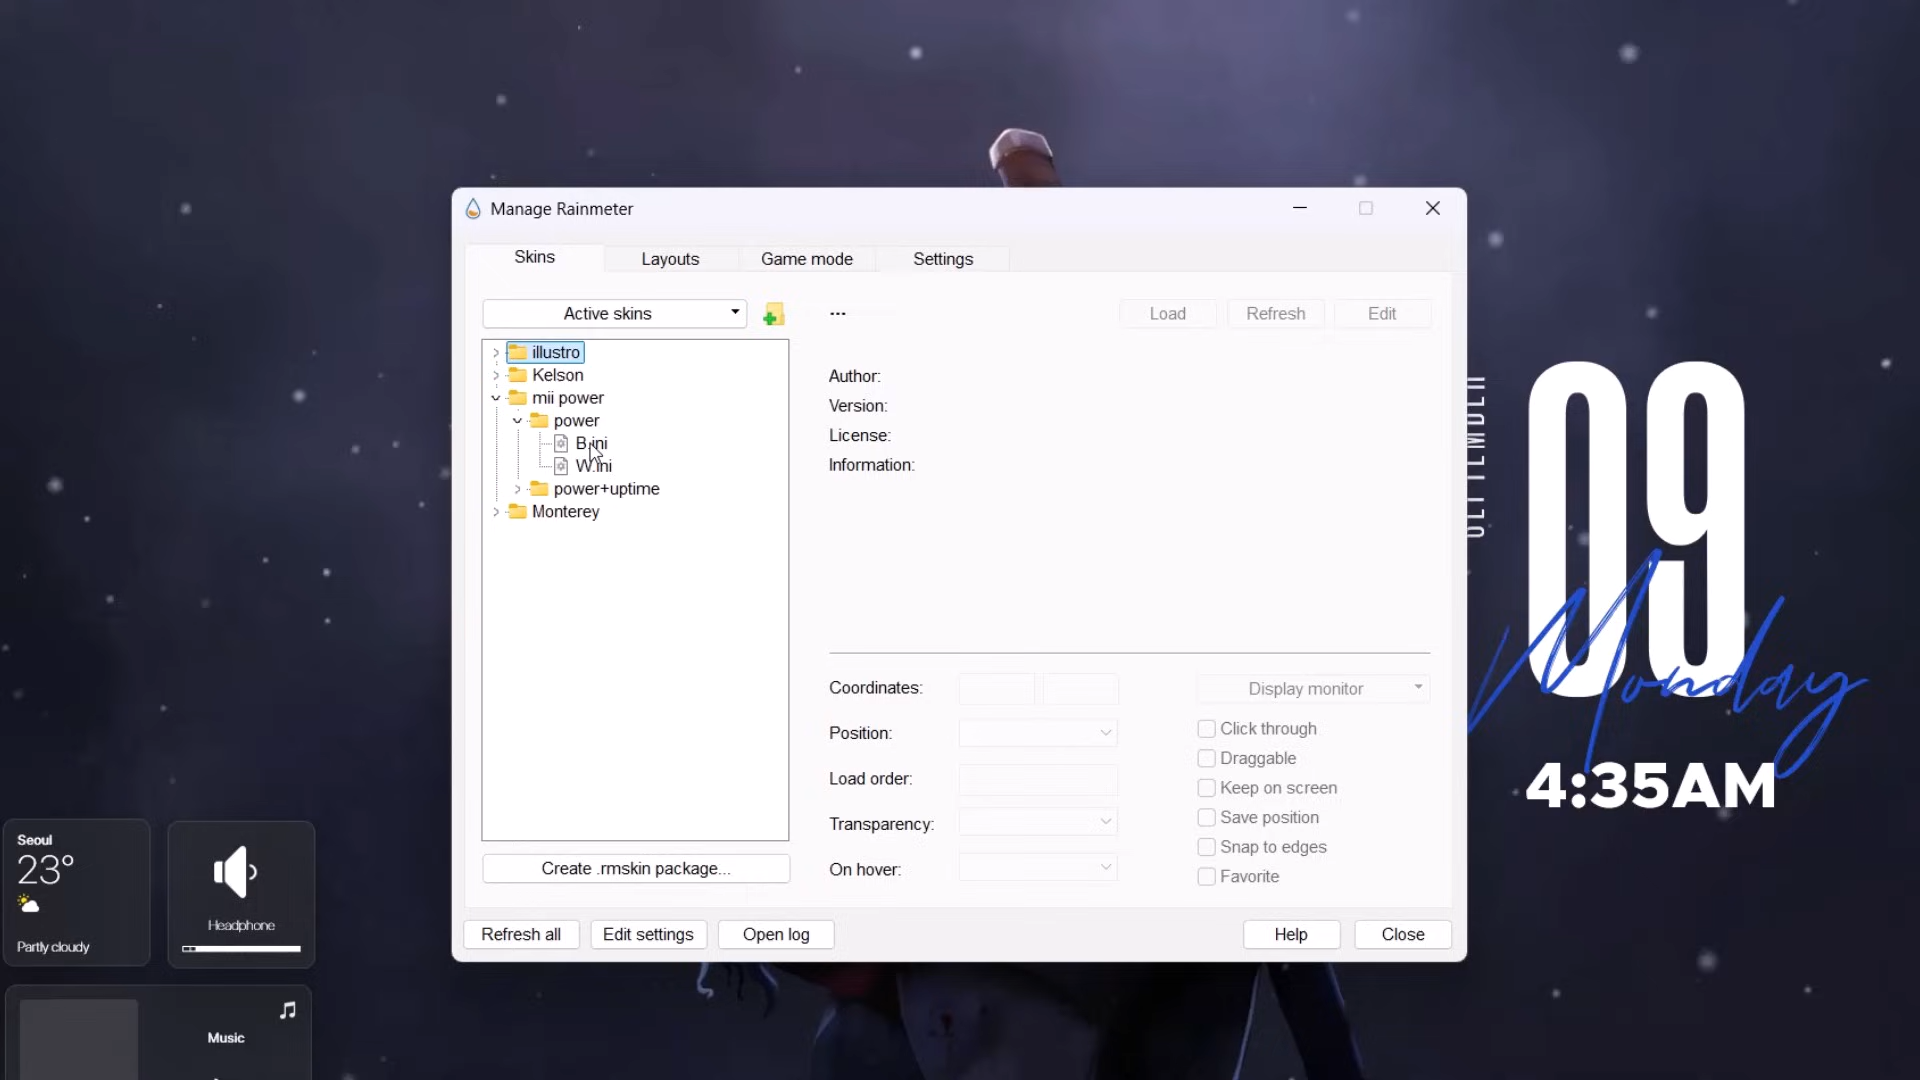 Manage Rainmeter
Skins
Layouts
Game mode
Settings
Active skins
...
Load
Refresh
Edit
illustro
Kelson
mii power
power
B.ini
W.ini
power+uptime
Monterey
Author:
Version:
License:
Information:
Coordinates:
Display monitor
Position:
Load order:
Transparency:
On hover:
Click through
Draggable
Keep on screen
Save position
Snap to edges
Favorite
Create .rmskin package...
Refresh all
Edit settings
Open log
Help
Close
09
Monday
4:35AM
Seoul
23°
Partly cloudy
Headphone
Music